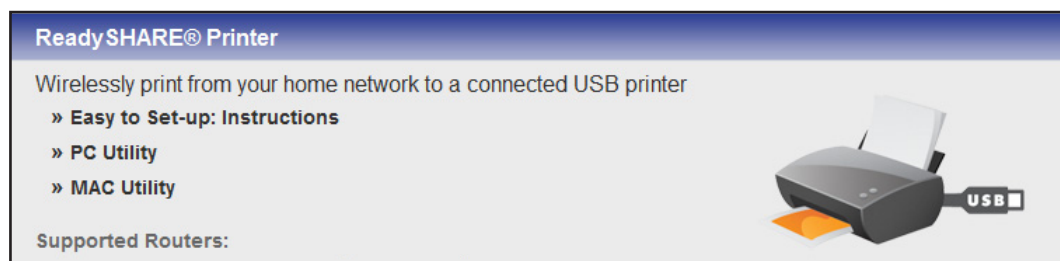 ReadySHARE® Printer
Wirelessly print from your home network to a connected USB printer
» Easy to Set-up: Instructions
» PC Utility
» MAC Utility
USB
Supported Routers: